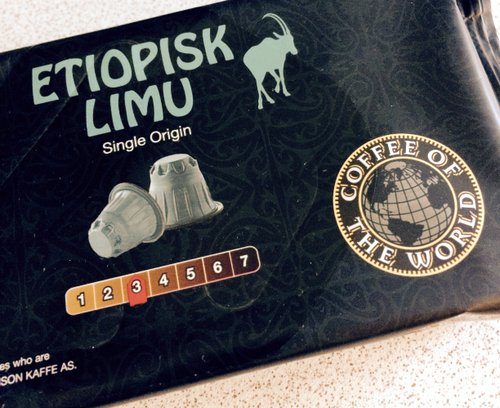 ETIOPISK
LIMU
Single Origin
COFFEE OF
THE WORLD
1 2 3 4 5 6 7
who are
KAFFE AS.